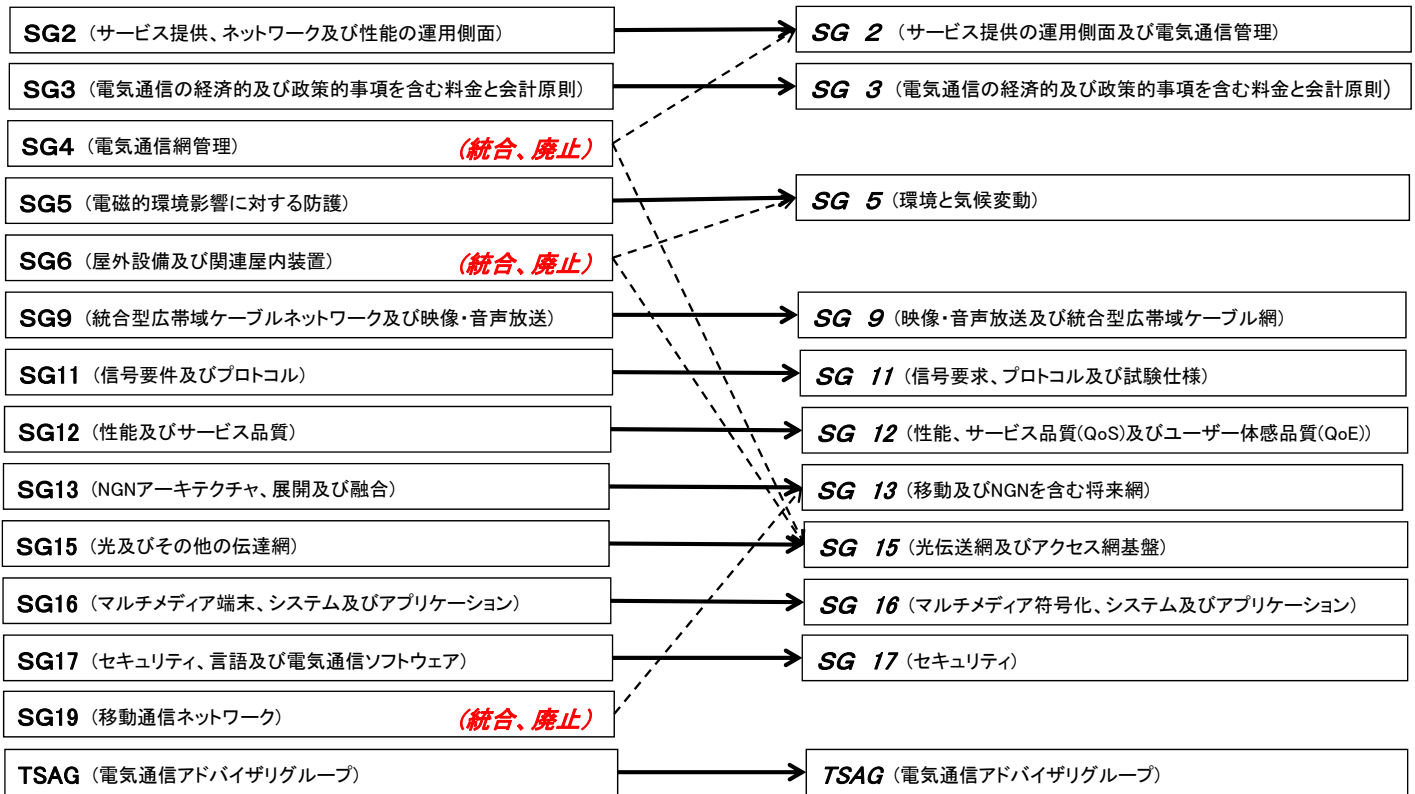 SG2 (サービス提供、ネットワーク及び性能の運用側面)
SG 2 (サービス提供の運用側面及び電気通信管理)
SG3 (電気通信の経済的及び政策的事項を含む料金と会計原則)
SG 3 (電気通信の経済的及び政策的事項を含む料金と会計原則)
SG4 (電気通信網管理) (統合、廃止)
SG5 (電磁的環境影響に対する防護)
SG 5 (環境と気候変動)
SG6 (屋外設備及び関連屋内装置) (統合、廃止)
SG9 (統合型広帯域ケーブルネットワーク及び映像・音声放送)
SG 9 (映像・音声放送及び統合型広帯域ケーブル網)
SG11 (信号要件及びプロトコル)
SG 11 (信号要求、プロトコル及び試験仕様)
SG12 (性能及びサービス品質)
SG 12 (性能、サービス品質(QoS)及びユーザー体感品質(QoE))
SG13 (NGNアーキテクチャ、展開及び融合)
SG 13 (移動及びNGNを含む将来網)
SG15 (光及びその他の伝達網)
SG 15 (光伝送網及びアクセス網基盤)
SG16 (マルチメディア端末、システム及びアプリケーション)
SG 16 (マルチメディア符号化、システム及びアプリケーション)
SG17 (セキュリティ、言語及び電気通信ソフトウェア)
SG 17 (セキュリティ)
SG19 (移動通信ネットワーク) (統合、廃止)
TSAG (電気通信アドバイザリグループ)
TSAG (電気通信アドバイザリグループ)